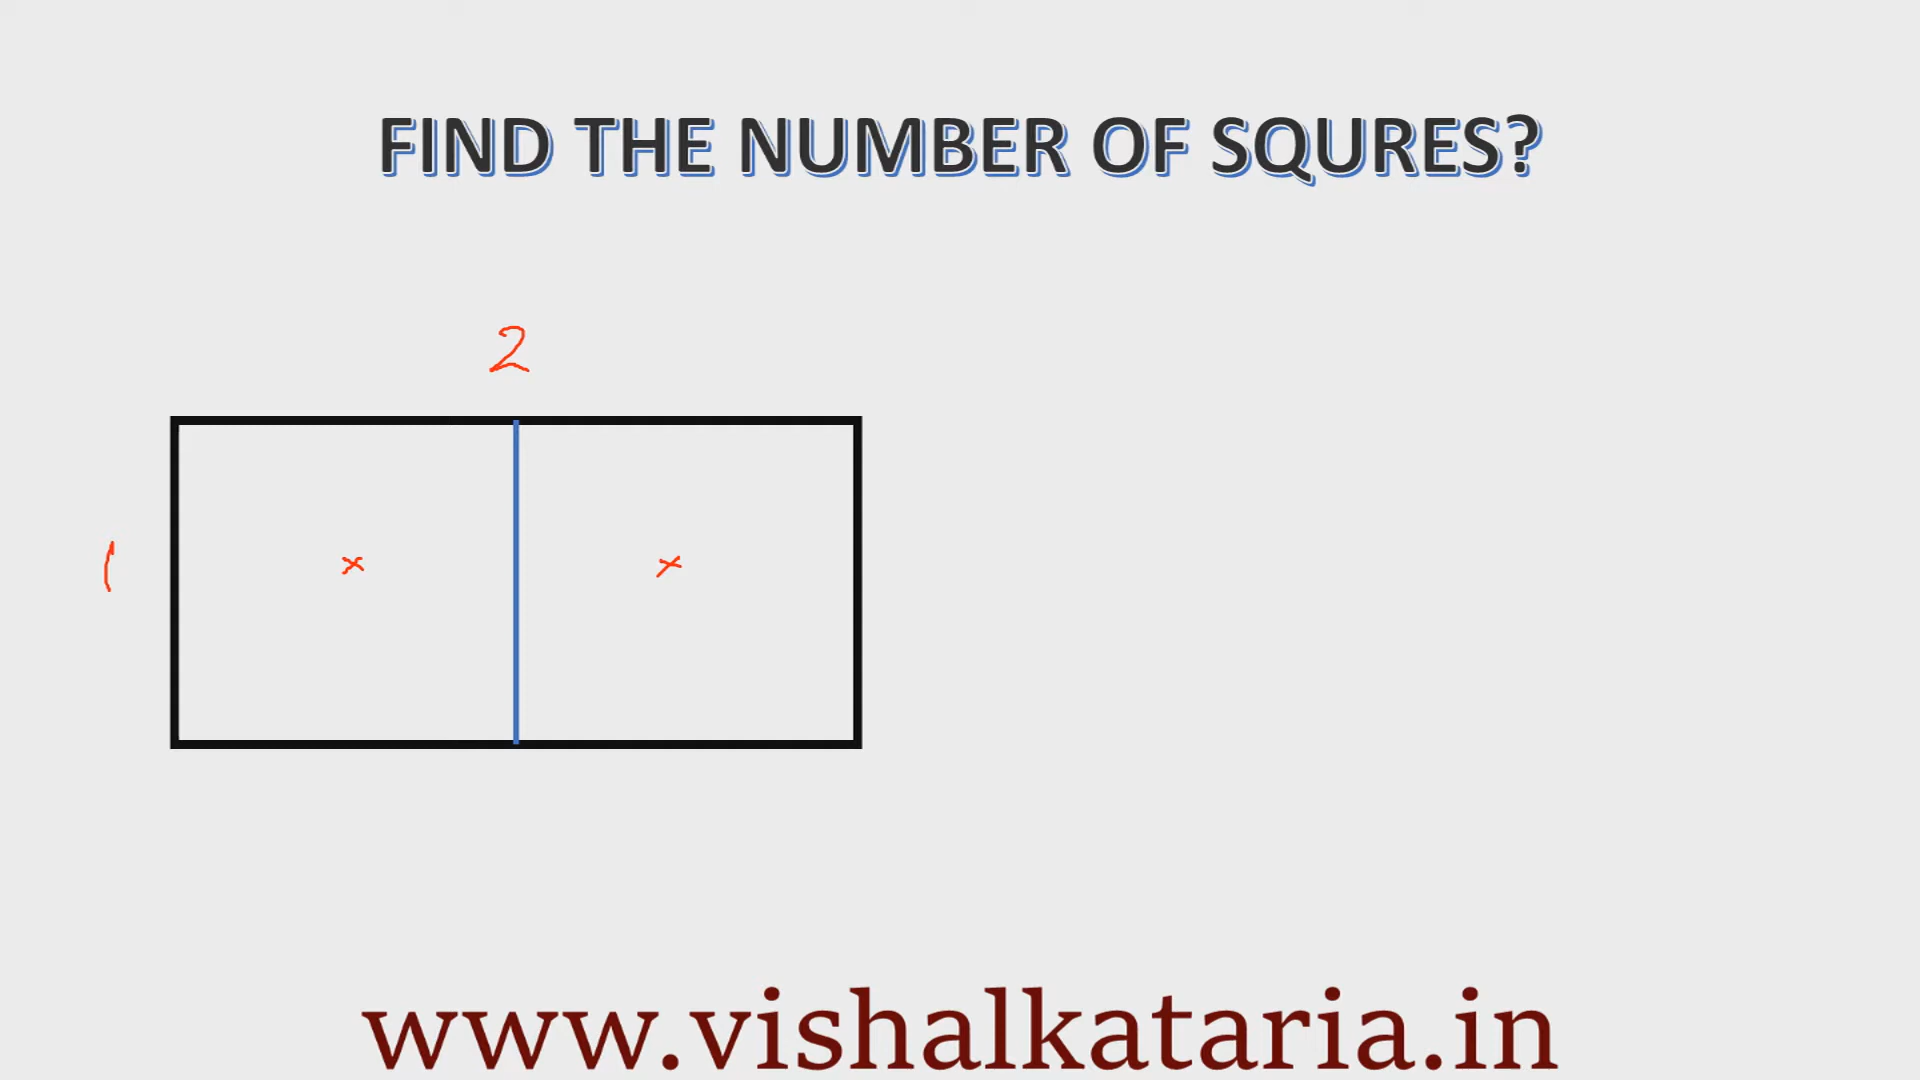 FIND THE NUMBER OF SQURES?
2
1
x x
www.vishalkataria.in